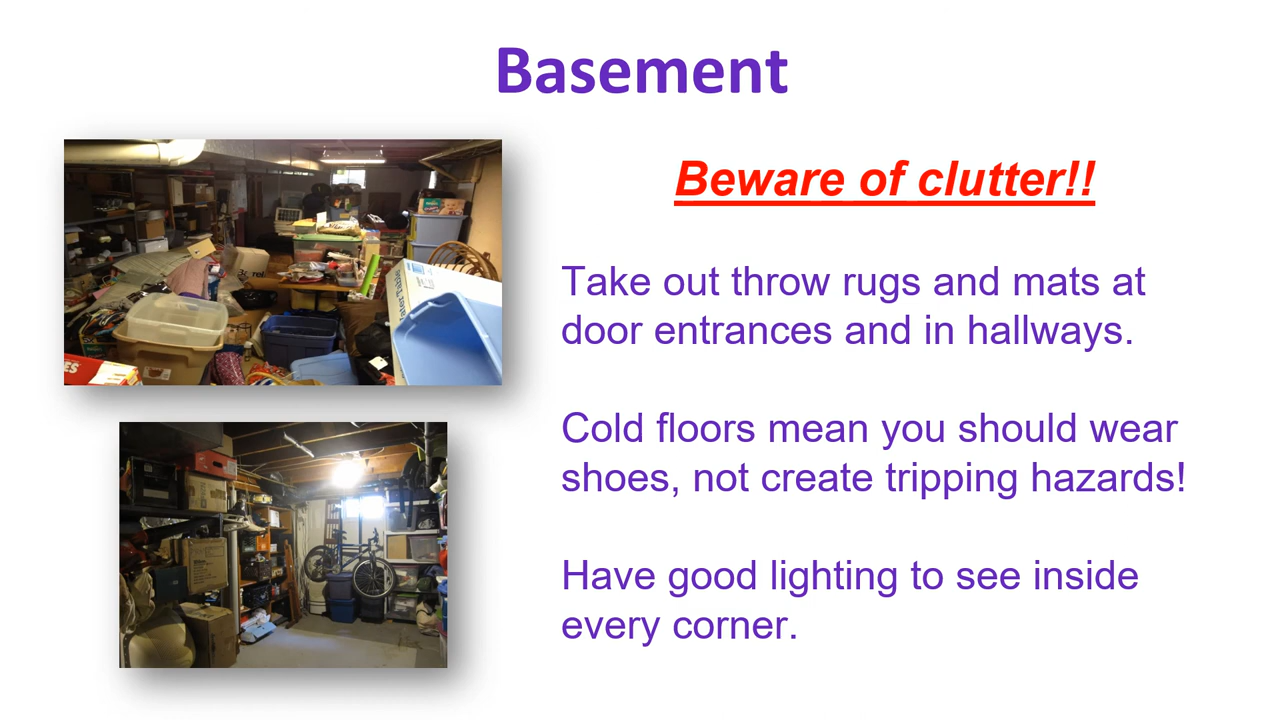 Basement
Beware of clutter!!
Take out throw rugs and mats at
door entrances and in hallways.
Cold floors mean you should wear
shoes, not create tripping hazards!
Have good lighting to see inside
every corner.